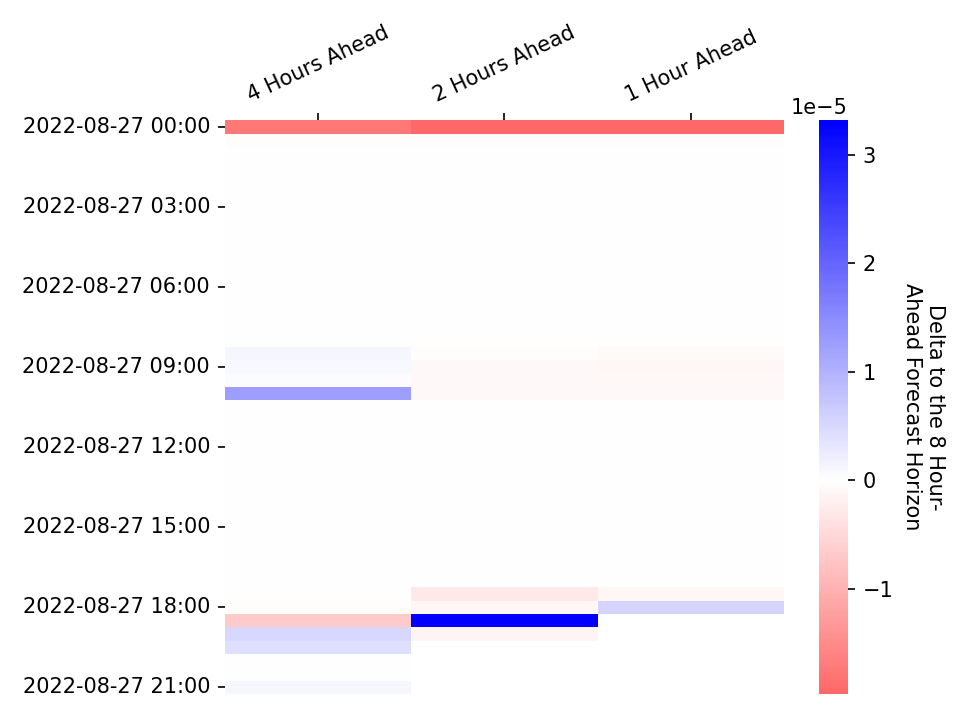 4 Hours Ahead
2 Hours Ahead
1 Hour Ahead
1e−5
2022-08-27 00:00
2022-08-27 03:00
2022-08-27 06:00
2022-08-27 09:00
2022-08-27 12:00
2022-08-27 15:00
2022-08-27 18:00
2022-08-27 21:00
3
2
1
0
−1
Delta to the 8 Hour-
Ahead Forecast Horizon